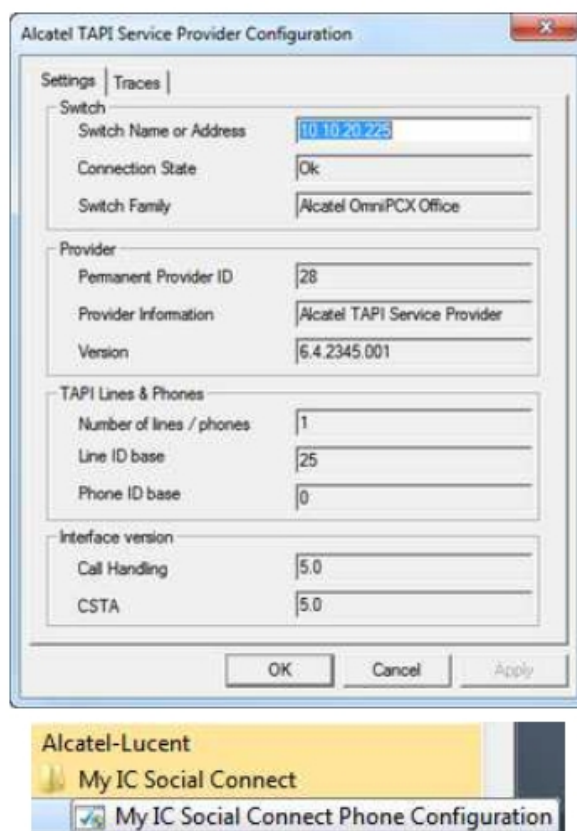 Alcatel TAPI Service Provider Configuration
Settings Traces
Switch
Switch Name or Address 10.10.20.225
Connection State Ok
Switch Family Alcatel OmniPCX Office
Provider
Permanent Provider ID 28
Provider Information Alcatel TAPI Service Provider
Version 6.4.2345.001
TAPI Lines & Phones
Number of lines / phones 1
Line ID base 25
Phone ID base 0
Interface version
Call Handling 5.0
CSTA 5.0
OK Cancel Apply
Alcatel-Lucent
My IC Social Connect
My IC Social Connect Phone Configuration